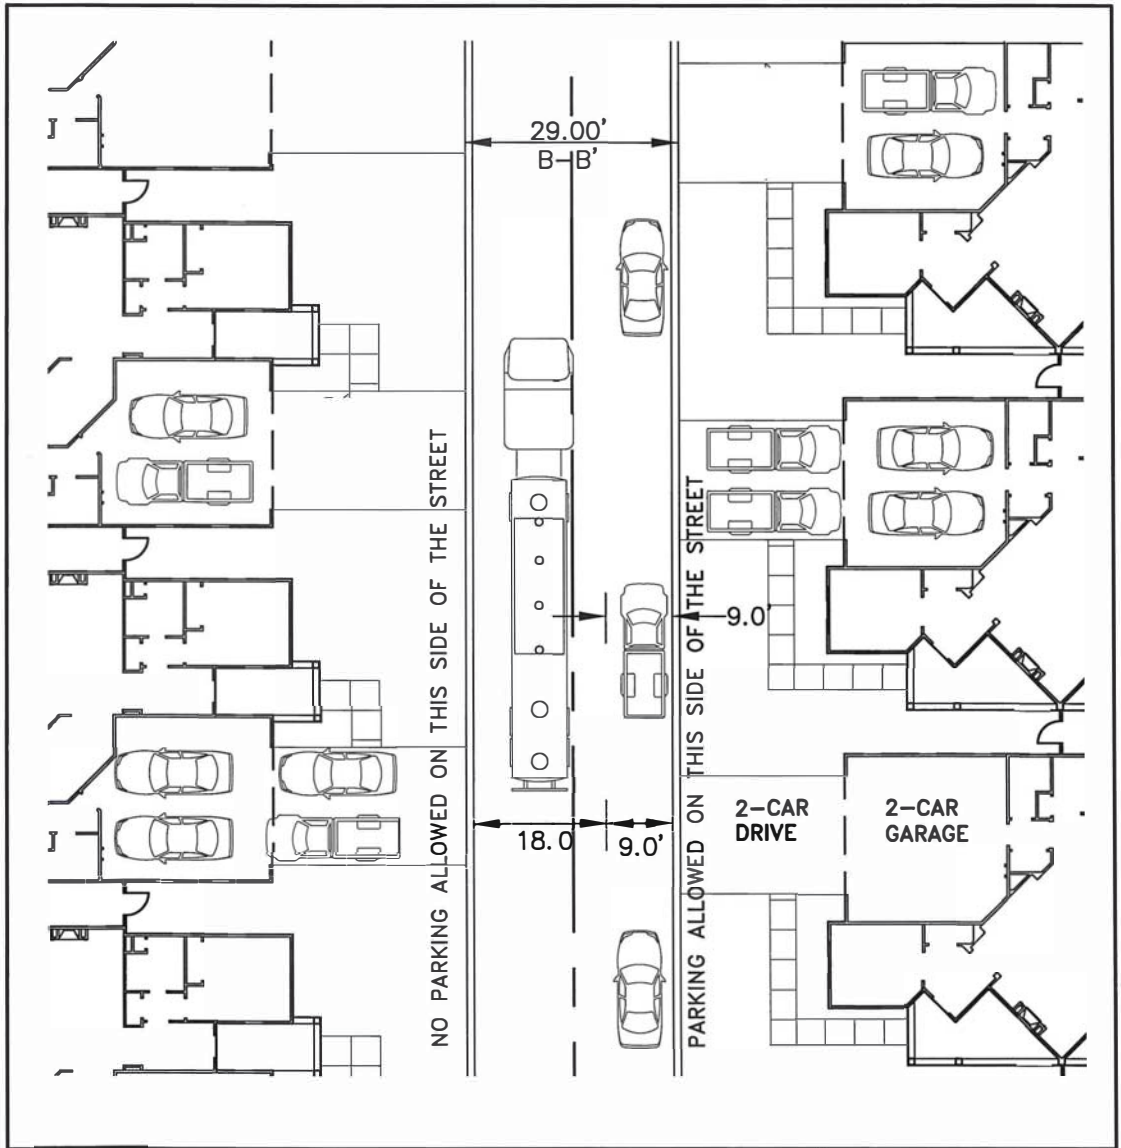 29.00'
B-B'
NO PARKING ALLOWED ON THIS SIDE OF THE STREET
PARKING ALLOWED ON THIS SIDE OF THE STREET
9.0'
2-CAR
DRIVE
2-CAR
GARAGE
18.0
9.0'